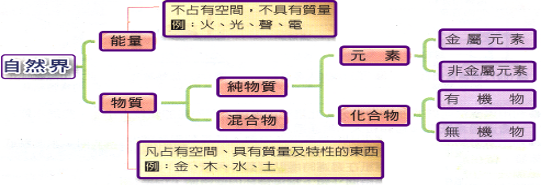 不占有空間，不具有質量
例：火、光、聲、電
能量
自然界
物質
純物質
混合物
元素
化合物
金屬元素
非金屬元素
有機物
無機物
凡占有空間、具有質量及特性的東西
例：金、木、水、土